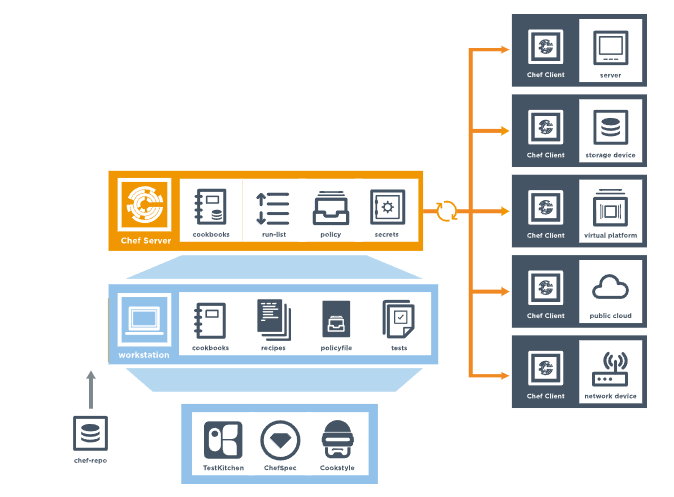 Chef Client
server
Chef Client
storage device
Chef Server
cookbooks
run-list
policy
secrets
Chef Client
virtual platform
Chef Client
public cloud
workstation
cookbooks
recipes
policyfile
tests
Chef Client
network device
chef-repo
TestKitchen
ChefSpec
Cookstyle